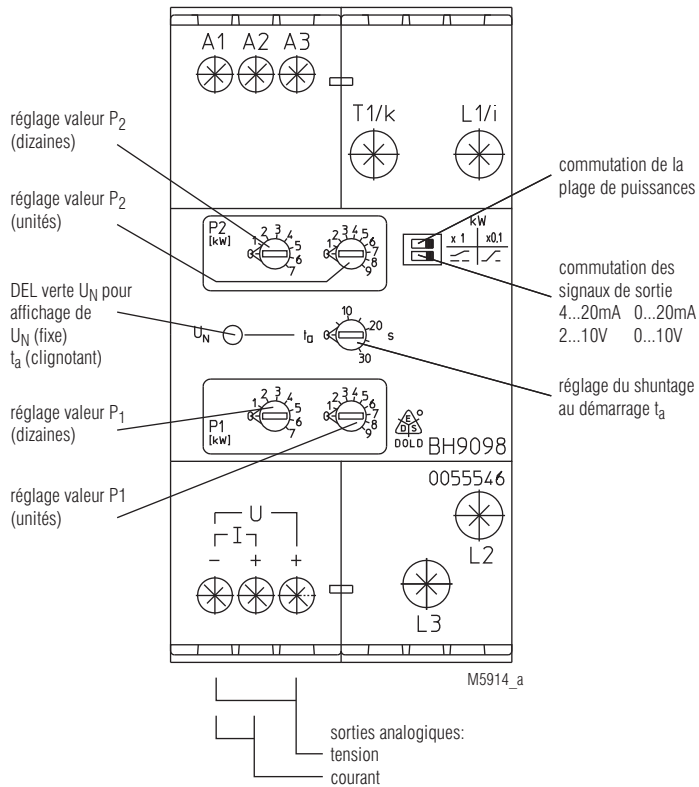 A1 A2 A3
T1/k L1/i
réglage valeur P2
(dizaines)
réglage valeur P2
(unités)
DEL verte UN pour
affichage de
UN (fixe)
ta (clignotant)
réglage valeur P1
(dizaines)
réglage valeur P1
(unités)
P2
[kW]
0 1 2 3 4 5 6 7
0 1 2 3 4 5 6 7 8 9
kW
x 1 x0,1
UN
ta
0 10 20 30 s
P1
[kW]
0 1 2 3 4 5 6 7
0 1 2 3 4 5 6 7 8 9
E
D S
DOLD
BH9098
0055546
commutation de la
plage de puissances
commutation des
signaux de sortie
4...20mA 0...20mA
2...10V 0...10V
réglage du shuntage
au démarrage ta
U
I
− + +
L2
L3
M5914_a
sorties analogiques:
tension
courant